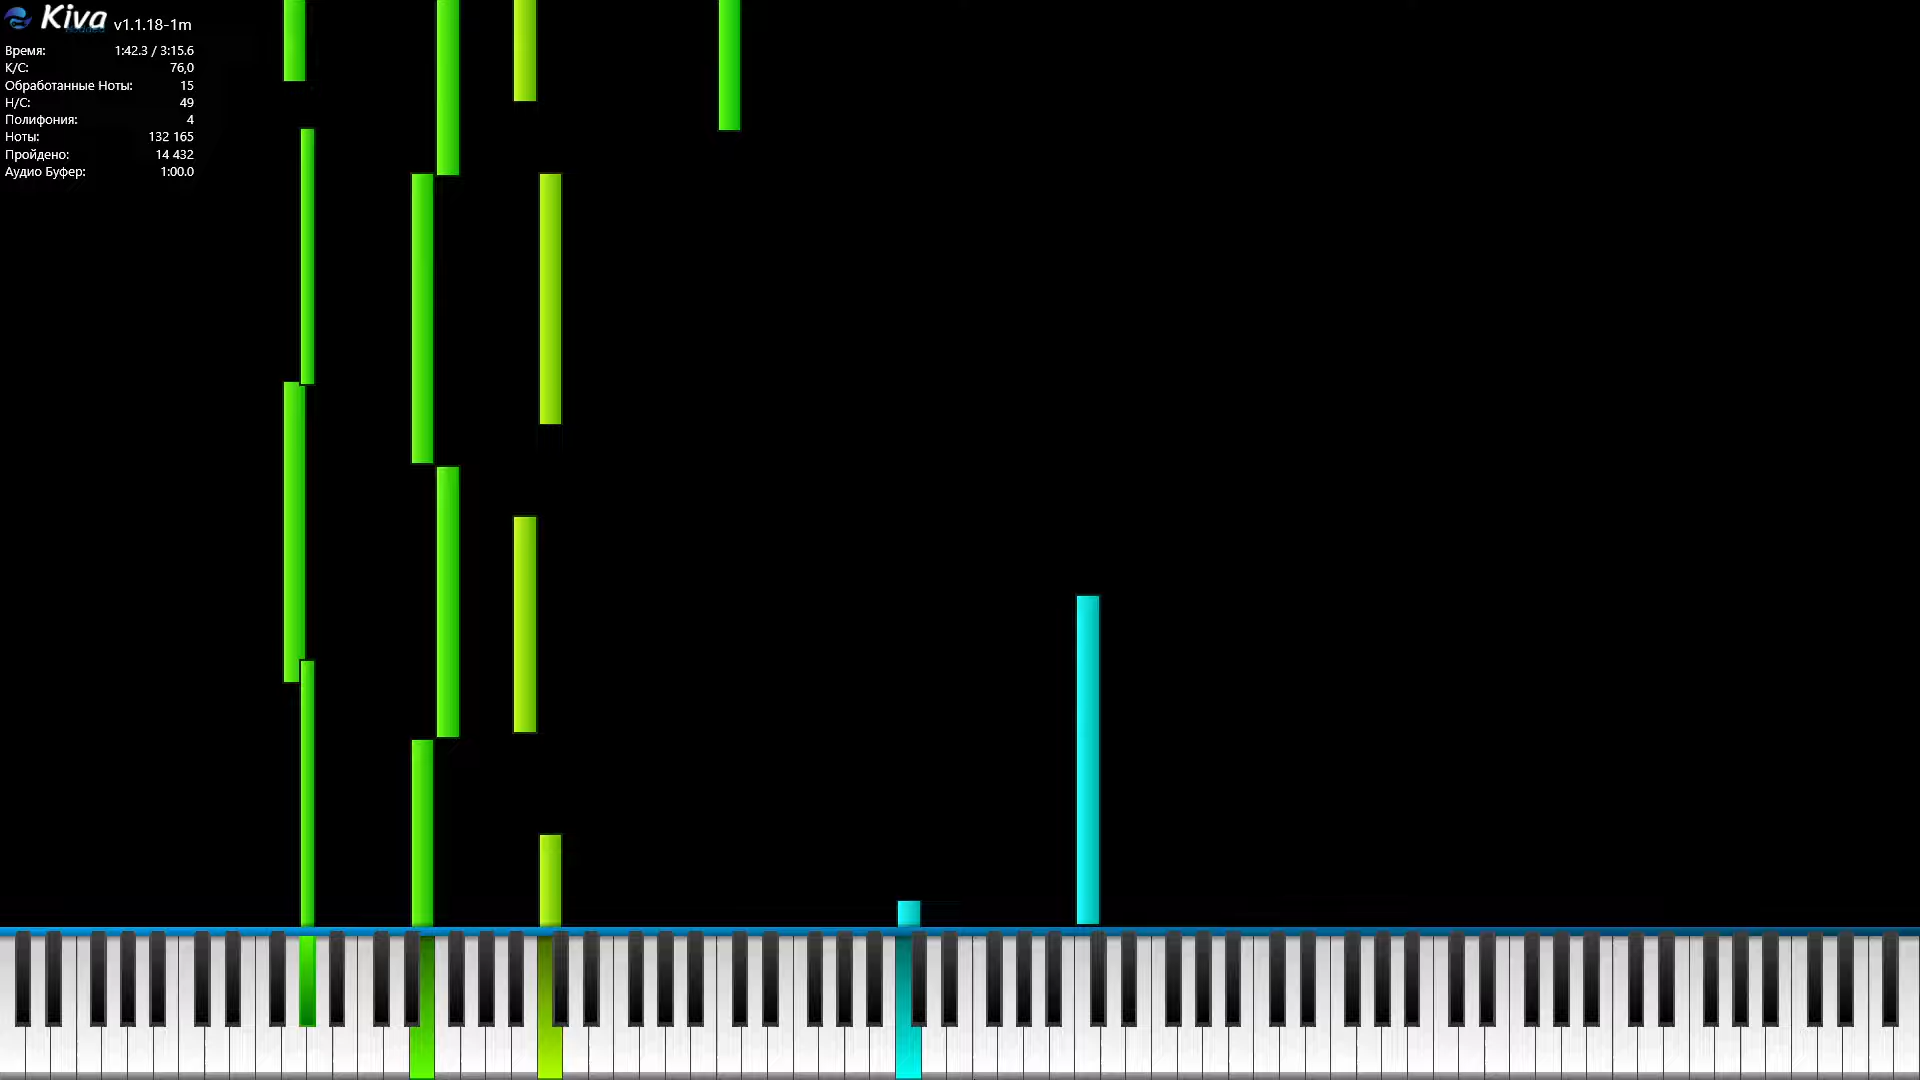 Kiva v1.1.18-1m
Время: 1:42.3 / 3:15.6
К/С: 76,0
Обработанные Ноты: 15
Н/С: 49
Полифония: 4
Ноты: 132 165
Пройдено: 14 432
Аудио Буфер: 1:00.0